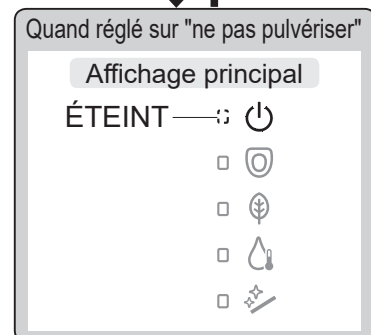 Quand réglé sur "ne pas pulvériser"
Affichage principal
ÉTEINT